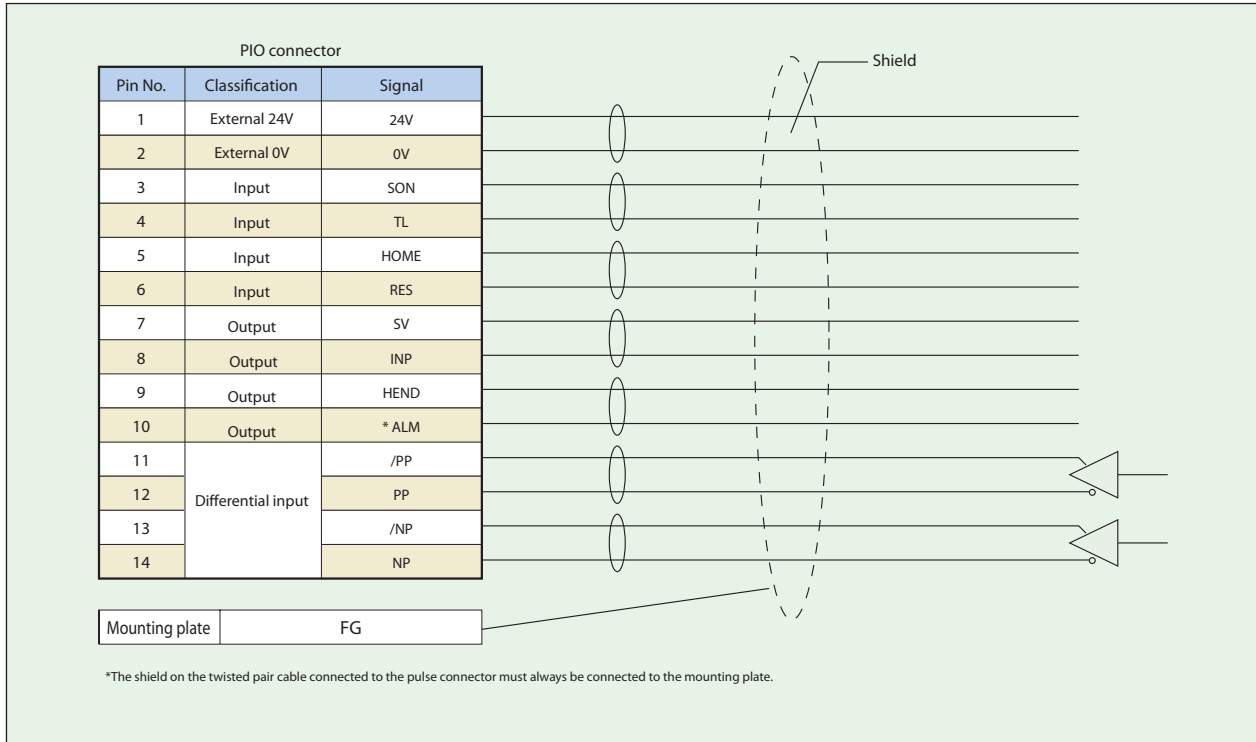 PIO connector
Shield
Pin No. Classification Signal
1 External 24V 24V
2 External 0V 0V
3 Input SON
4 Input TL
5 Input HOME
6 Input RES
7 Output SV
8 Output INP
9 Output HEND
10 Output * ALM
11 /PP
12 PP
Differential input
13 /NP
14 NP
Mounting plate FG
*The shield on the twisted pair cable connected to the pulse connector must always be connected to the mounting plate.